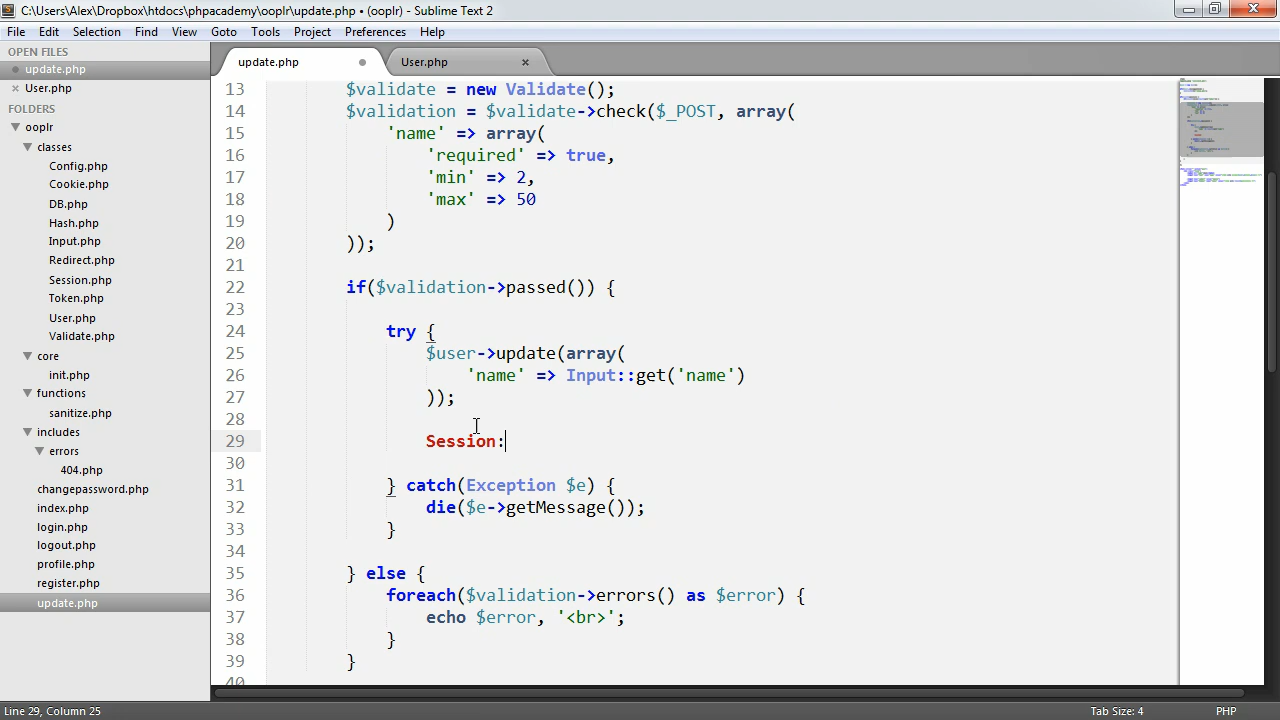 C:\Users\Alex\Dropbox\htdocs\phpacademy\ooplr\update.php • (ooplr) - Sublime Text 2
File Edit Selection Find View Goto Tools Project Preferences Help
OPEN FILES
update.php
User.php
FOLDERS
ooplr
classes
Config.php
Cookie.php
DB.php
Hash.php
Input.php
Redirect.php
Session.php
Token.php
User.php
Validate.php
core
init.php
functions
sanitize.php
includes
errors
404.php
changepassword.php
index.php
login.php
logout.php
profile.php
register.php
update.php
update.php User.php
13 $validate = new Validate();
14 $validation = $validate->check($_POST, array(
15 'name' => array(
16 'required' => true,
17 'min' => 2,
18 'max' => 50
19 )
20 ));
21
22 if($validation->passed()) {
23
24 try {
25 $user->update(array(
26 'name' => Input::get('name')
27 ));
28
29 Session:
30
31 } catch(Exception $e) {
32 die($e->getMessage());
33 }
34
35 } else {
36 foreach($validation->errors() as $error) {
37 echo $error, '<br>';
38 }
39 }
40
Line 29, Column 25 Tab Size: 4 PHP